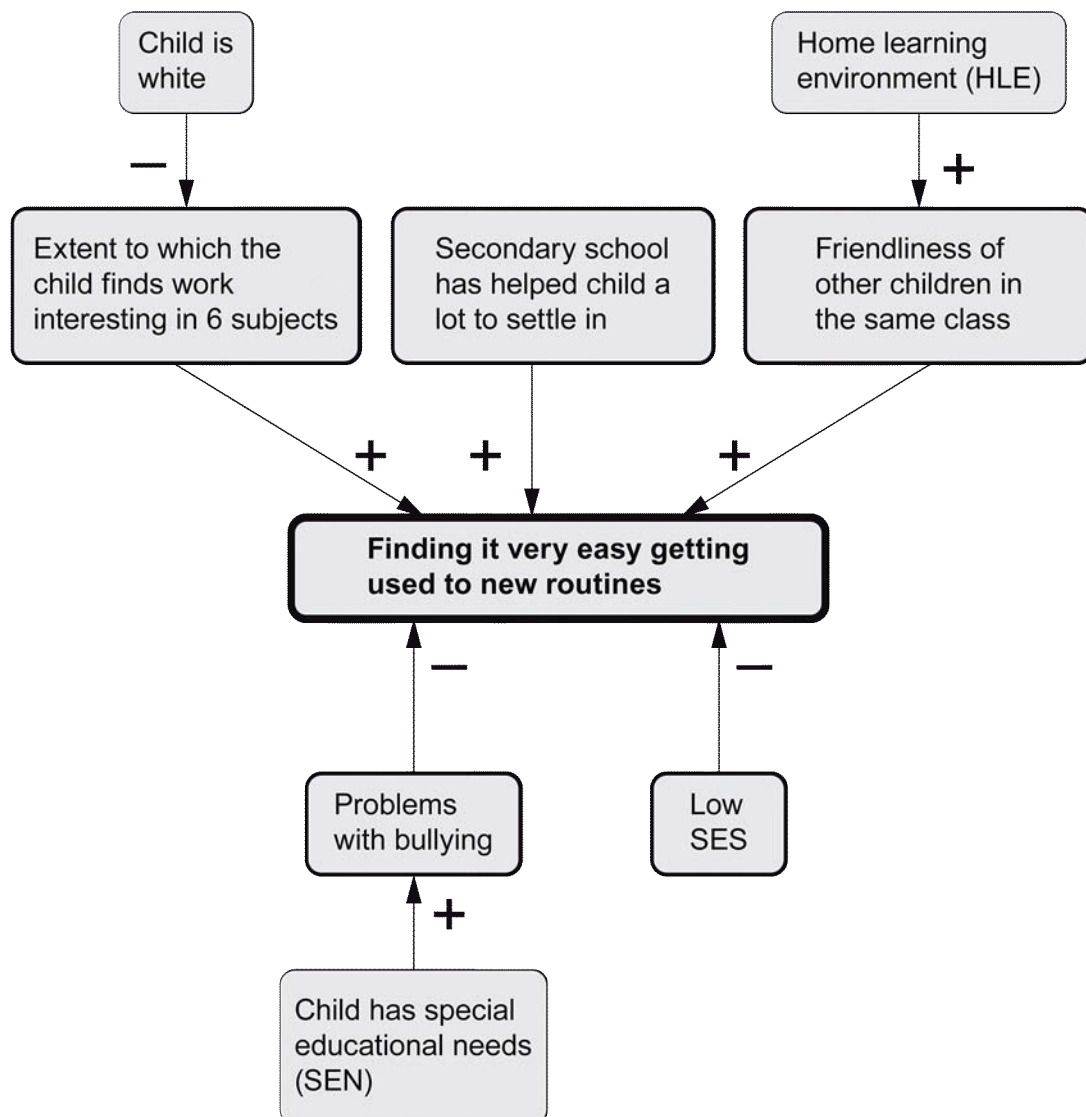 Child is
white
Home learning
environment (HLE)
—
+
Extent to which the
child finds work
interesting in 6 subjects
Secondary school
has helped child a
lot to settle in
Friendliness of
other children in
the same class
+
+
+
Finding it very easy getting
used to new routines
—
—
Problems
with bullying
Low
SES
+
Child has special
educational needs
(SEN)